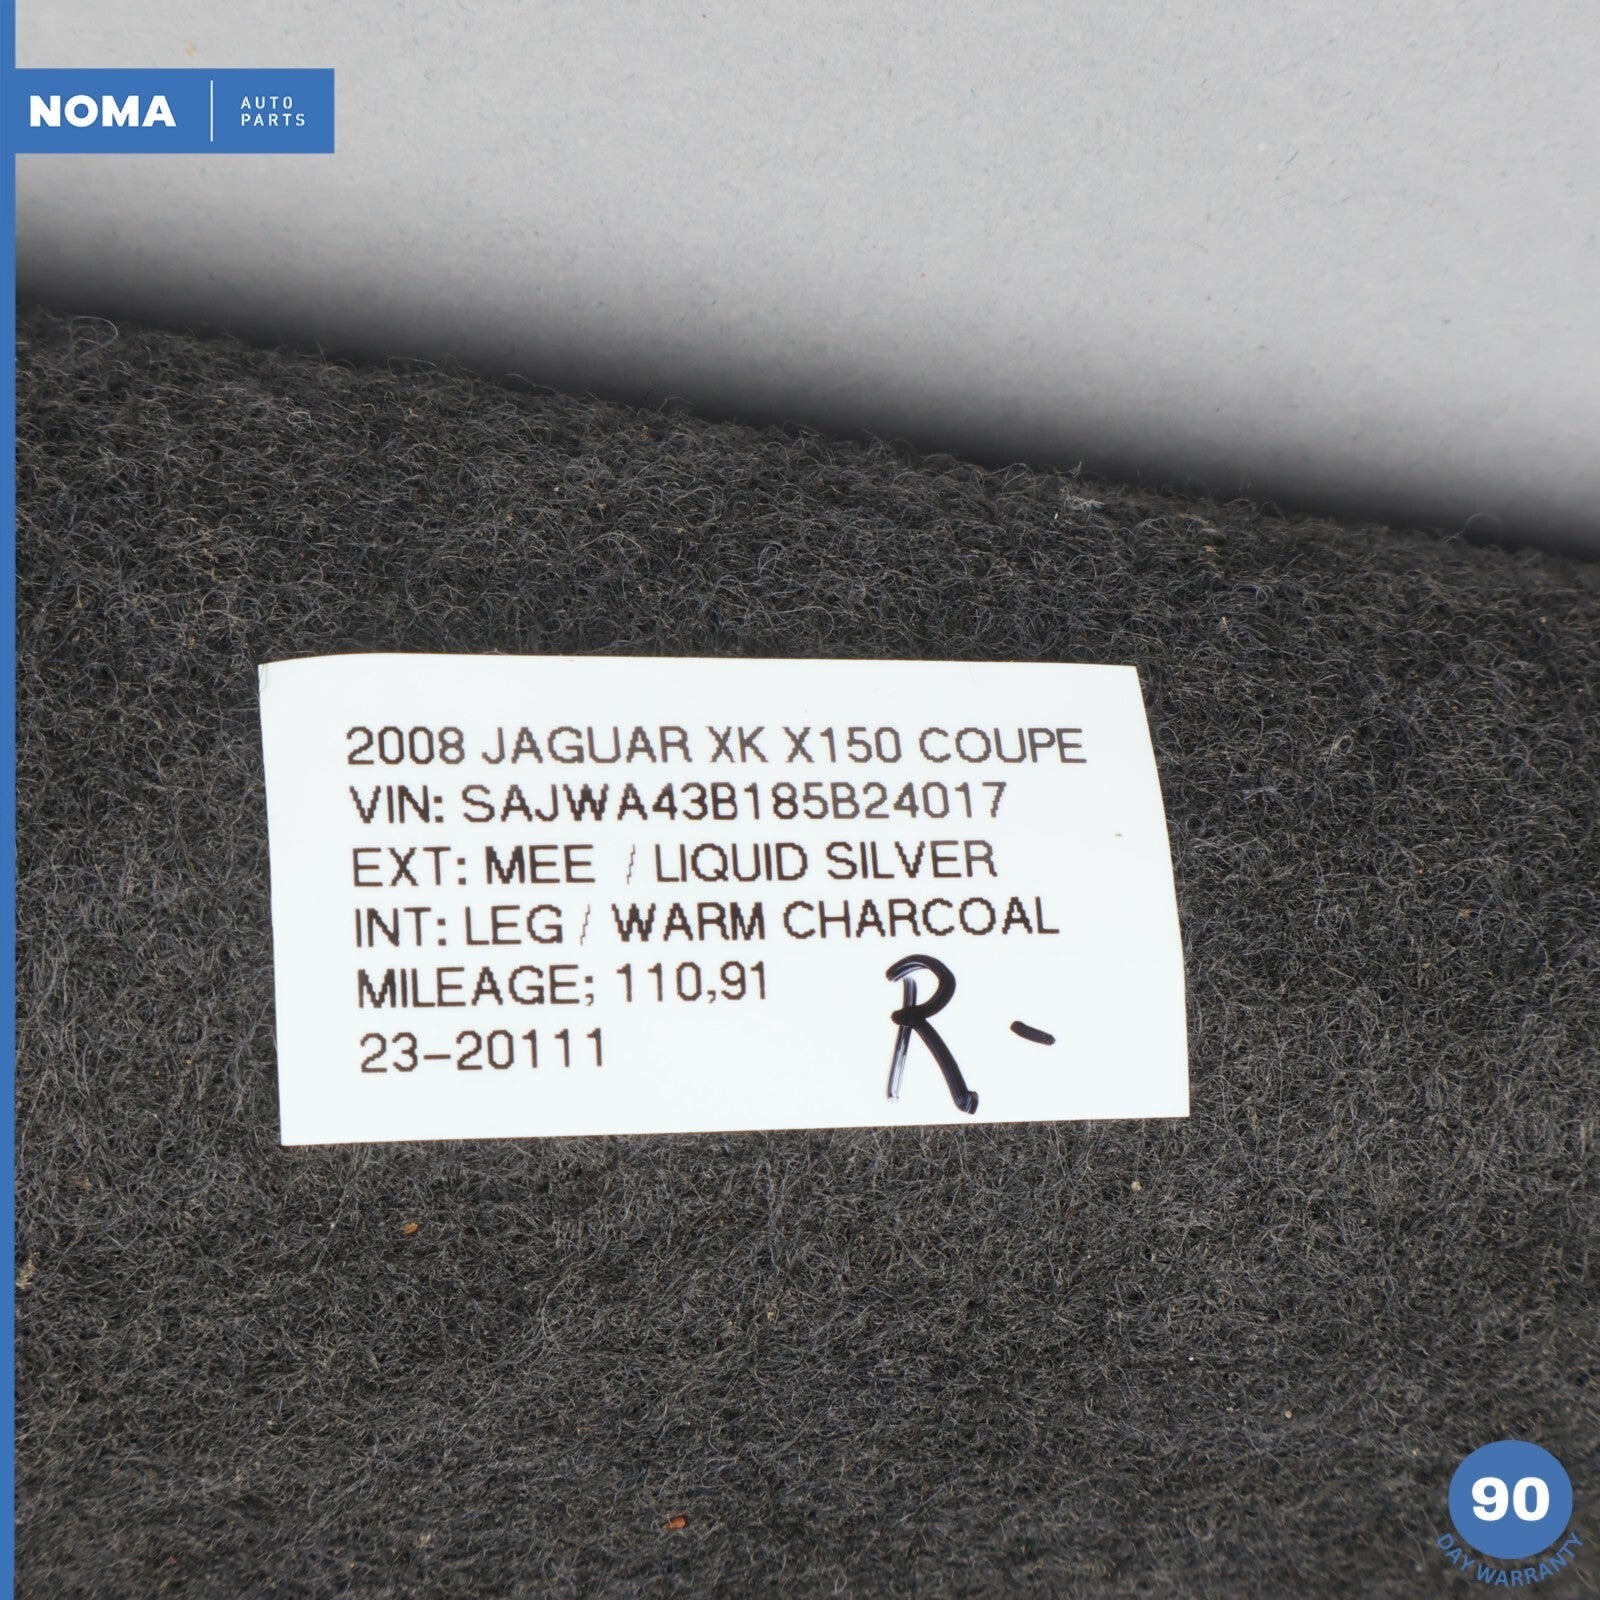 NOMA
AUTO
PARTS
2008 JAGUAR XK X150 COUPE
VIN: SAJWA43B185B24017
EXT: MEE / LIQUID SILVER
INT: LEG / WARM CHARCOAL
MILEAGE; 110,91
23-20111
R-
90
DAY WARRANTY